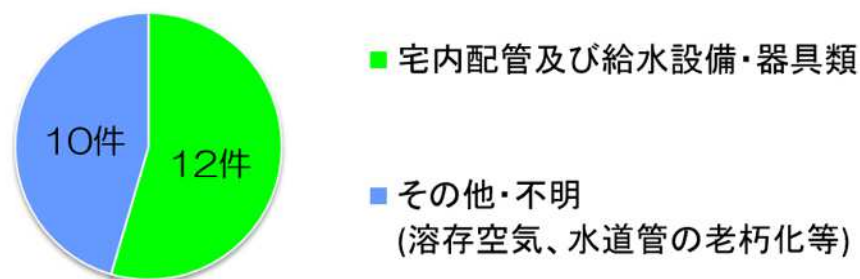 10件
12件
宅内配管及び給水設備・器具類
その他・不明
(溶存空気、水道管の老朽化等)